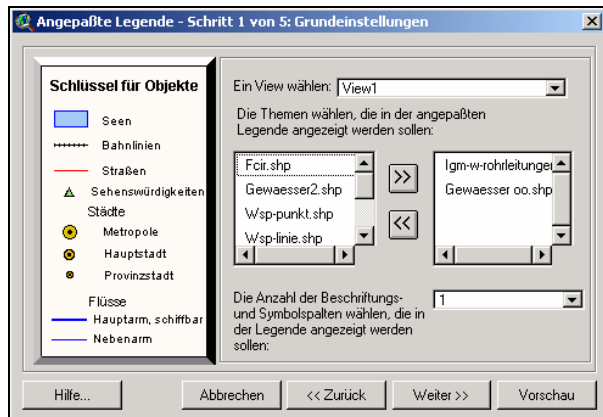 Angepaßte Legende - Schritt 1 von 5: Grundeinstellungen
Schlüssel für Objekte
Seen
Bahnlinien
Straßen
Sehenswürdigkeiten
Städte
Metropole
Hauptstadt
Provinzstadt
Flüsse
Hauptarm, schiffbar
Nebenarm
Ein View wählen: View1
Die Themen wählen, die in der angepaßten
Legende angezeigt werden sollen:
Fcir.shp
Gewaesser2.shp
Wsp-punkt.shp
Wsp-linie.shp
>>
<<
lgm-w-rohrleitunger
Gewaesser oo.shp
Die Anzahl der Beschriftungs-
und Symbolspalten wählen, die in
der Legende angezeigt werden
sollen:
1
Hilfe...
Abbrechen
<< Zurück
Weiter >>
Vorschau